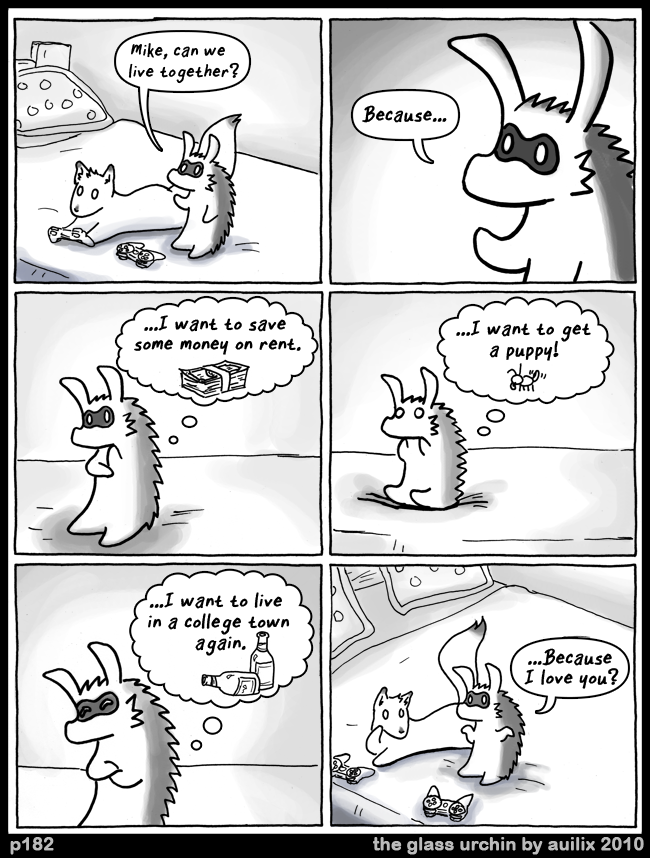 Mike, can we
live together?
Because...
...I want to save
some money on rent.
...I want to get
a puppy!
...I want to live
in a college town
again.
...Because
I love you?
p182
the glass urchin by auilix 2010